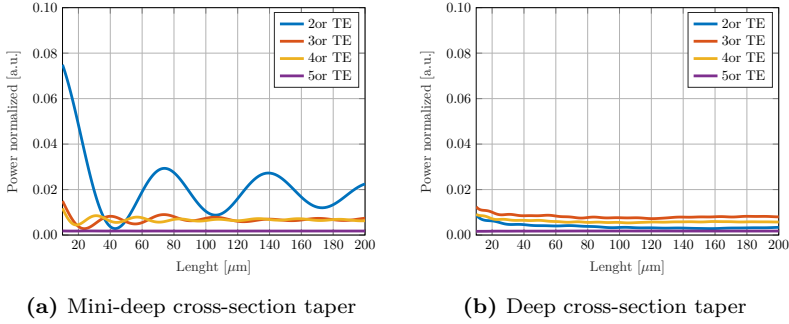 0.10
0.08
0.06
0.04
0.02
0.00
Power normalized [a.u.]
2or TE
3or TE
4or TE
5or TE
20 40 60 80 100 120 140 160 180 200
Lenght [μm]
(a) Mini-deep cross-section taper
0.10
0.08
0.06
0.04
0.02
0.00
Power normalized [a.u.]
2or TE
3or TE
4or TE
5or TE
20 40 60 80 100 120 140 160 180 200
Lenght [μm]
(b) Deep cross-section taper